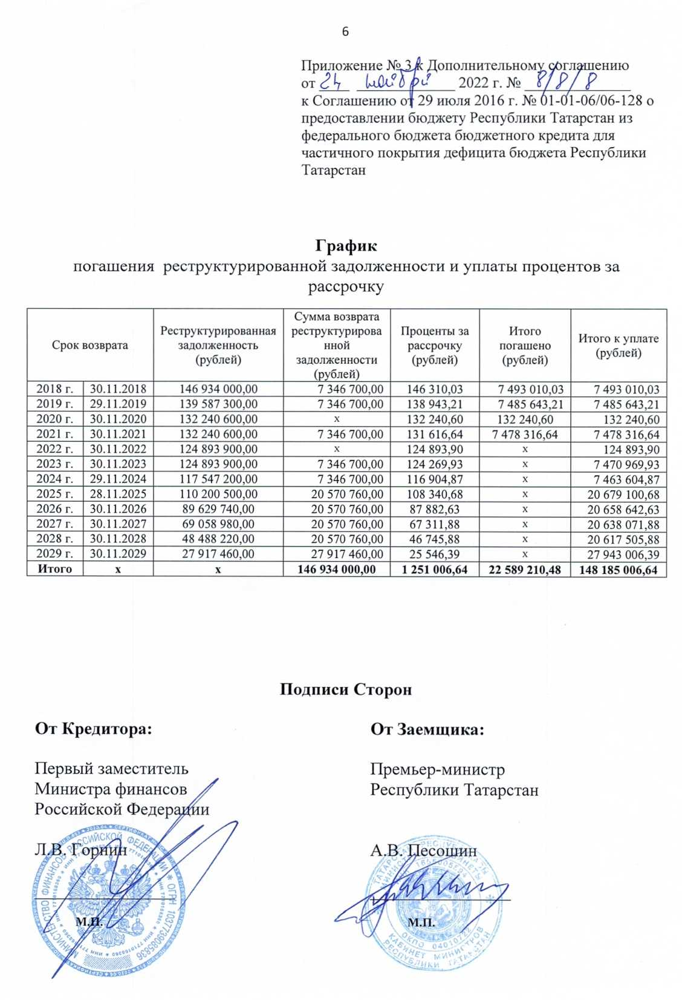 6
Приложение № 3 к Дополнительному соглашению
от 24 ноября 2022 г. № 8/8/8
к Соглашению от 29 июля 2016 г. № 01-01-06/06-128 о
предоставлении бюджету Республики Татарстан из
федерального бюджета бюджетного кредита для
частичного покрытия дефицита бюджета Республики
Татарстан
График
погашения реструктурированной задолженности и уплаты процентов за
рассрочку
Срок возврата
Реструктурированная
задолженность
(рублей)
Сумма возврата
реструктурирова
нной
задолженности
(рублей)
Проценты за
рассрочку
(рублей)
Итого
погашено
(рублей)
Итого к уплате
(рублей)
2018 г. 30.11.2018 146 934 000,00 7 346 700,00 146 310,03 7 493 010,03 7 493 010,03
2019 г. 29.11.2019 139 587 300,00 7 346 700,00 138 943,21 7 485 643,21 7 485 643,21
2020 г. 30.11.2020 132 240 600,00 х 132 240,60 132 240,60 132 240,60
2021 г. 30.11.2021 132 240 600,00 7 346 700,00 131 616,64 7 478 316,64 7 478 316,64
2022 г. 30.11.2022 124 893 900,00 х 124 893,90 х 124 893,90
2023 г. 30.11.2023 124 893 900,00 7 346 700,00 124 269,93 х 7 470 969,93
2024 г. 29.11.2024 117 547 200,00 7 346 700,00 116 904,87 х 7 463 604,87
2025 г. 28.11.2025 110 200 500,00 20 570 760,00 108 340,68 х 20 679 100,68
2026 г. 30.11.2026 89 629 740,00 20 570 760,00 87 882,63 х 20 658 642,63
2027 г. 30.11.2027 69 058 980,00 20 570 760,00 67 311,88 х 20 638 071,88
2028 г. 30.11.2028 48 488 220,00 20 570 760,00 46 745,88 х 20 617 505,88
2029 г. 30.11.2029 27 917 460,00 27 917 460,00 25 546,39 х 27 943 006,39
Итого х х 146 934 000,00 1 251 006,64 22 589 210,48 148 185 006,64
Подписи Сторон
От Кредитора:
Первый заместитель
Министра финансов
Российской Федерации
Л.В. Горнин
М.П.
МИНИСТЕРСТВО ФИНАНСОВ РОССИЙСКОЙ ФЕДЕРАЦИИ * ОГРН 1037739085636
От Заемщика:
Премьер-министр
Республики Татарстан
А.В. Песошин
М.П.
ОКПО 04010722
КАБИНЕТ МИНИСТРОВ
РЕСПУБЛИКИ ТАТАРСТАН